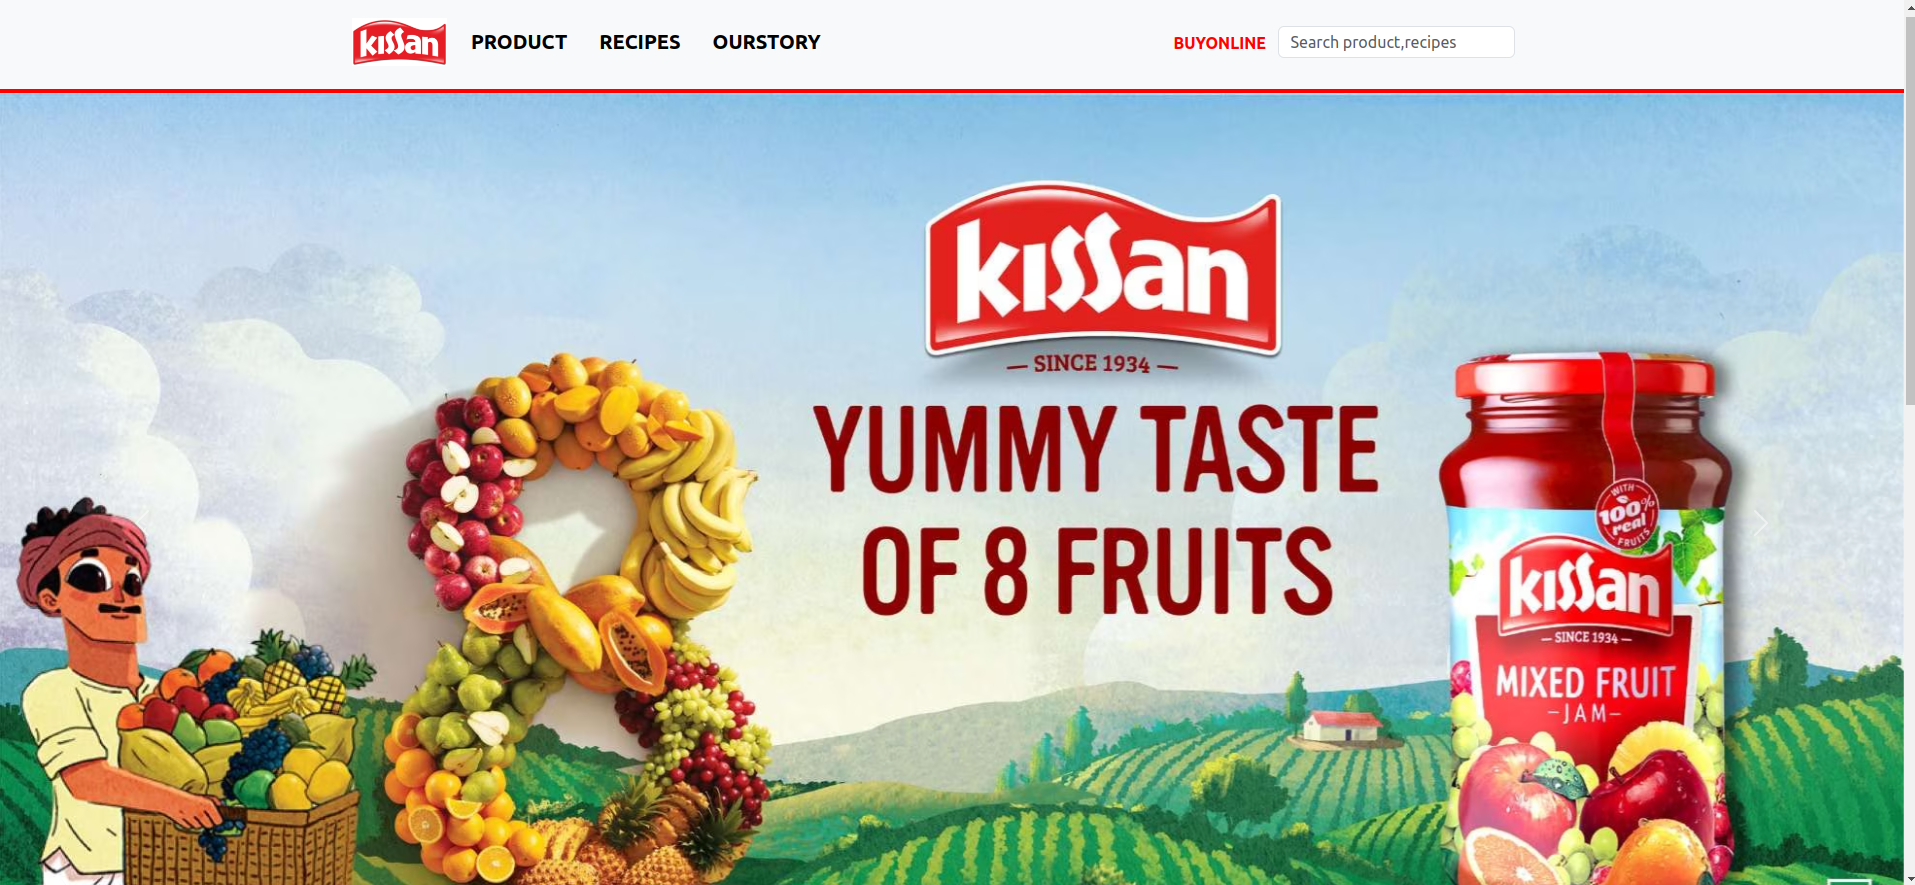 kissan PRODUCT RECIPES OURSTORY BUYONLINE Search product,recipes
kissan
— SINCE 1934 —
YUMMY TASTE
OF 8 FRUITS
WITH
100%
real
FRUITS
kissan
— SINCE 1934 —
MIXED FRUIT
–JAM–